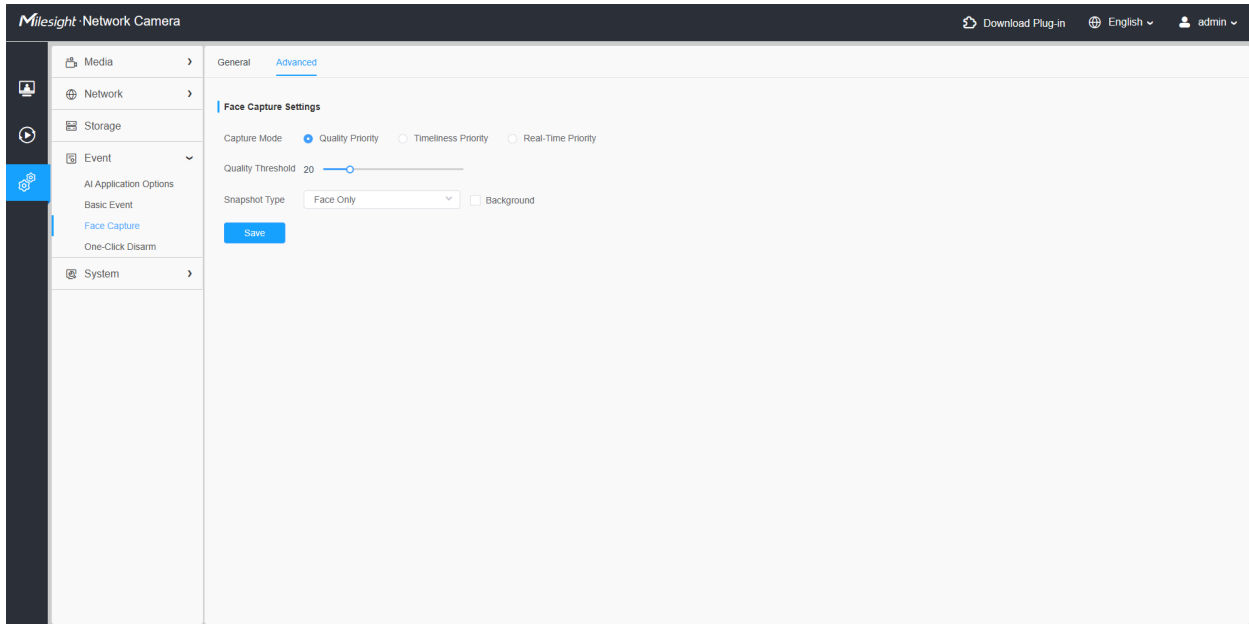 Milesight · Network Camera
Download Plug-in
English
admin
Media
Network
Storage
Event
AI Application Options
Basic Event
Face Capture
One-Click Disarm
System
General Advanced
Face Capture Settings
Capture Mode Quality Priority Timeliness Priority Real-Time Priority
Quality Threshold 20
Snapshot Type Face Only Background
Save